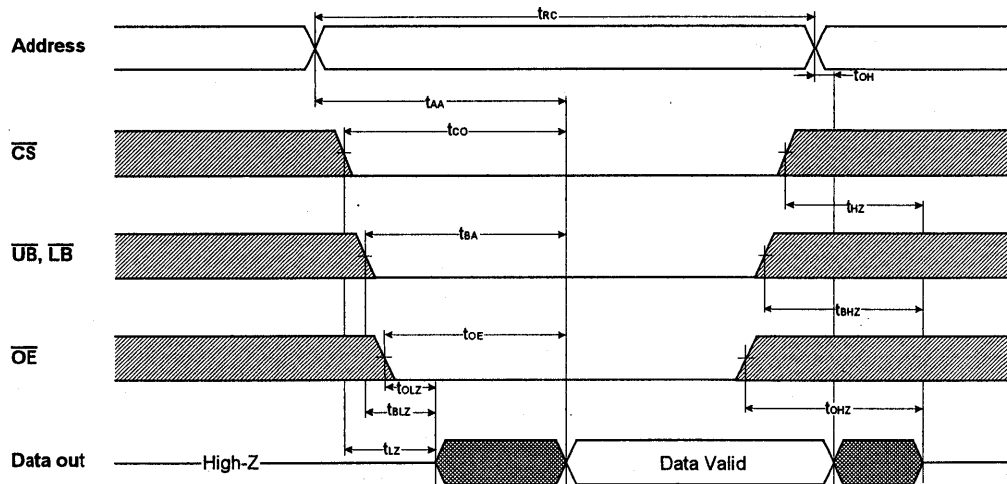 tRC
Address
tOH
tAA
tCO
CS
tHZ
tBA
UB, LB
tBHZ
tOE
OE
tOLZ
tOHZ
tBLZ
tLZ
Data out
High-Z
Data Valid